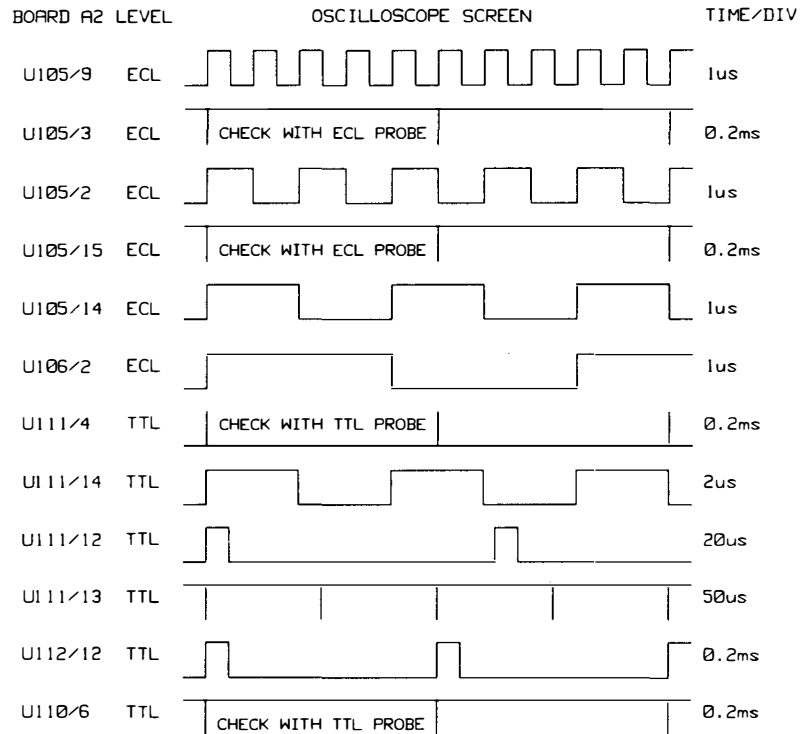 BOARD A2 LEVEL OSCILLOSCOPE SCREEN TIME/DIV
U105/9 ECL 1us
U105/3 ECL CHECK WITH ECL PROBE 0.2ms
U105/2 ECL 1us
U105/15 ECL CHECK WITH ECL PROBE 0.2ms
U105/14 ECL 1us
U106/2 ECL 1us
U111/4 TTL CHECK WITH TTL PROBE 0.2ms
U111/14 TTL 2us
U111/12 TTL 20us
U111/13 TTL 50us
U112/12 TTL 0.2ms
U110/6 TTL CHECK WITH TTL PROBE 0.2ms